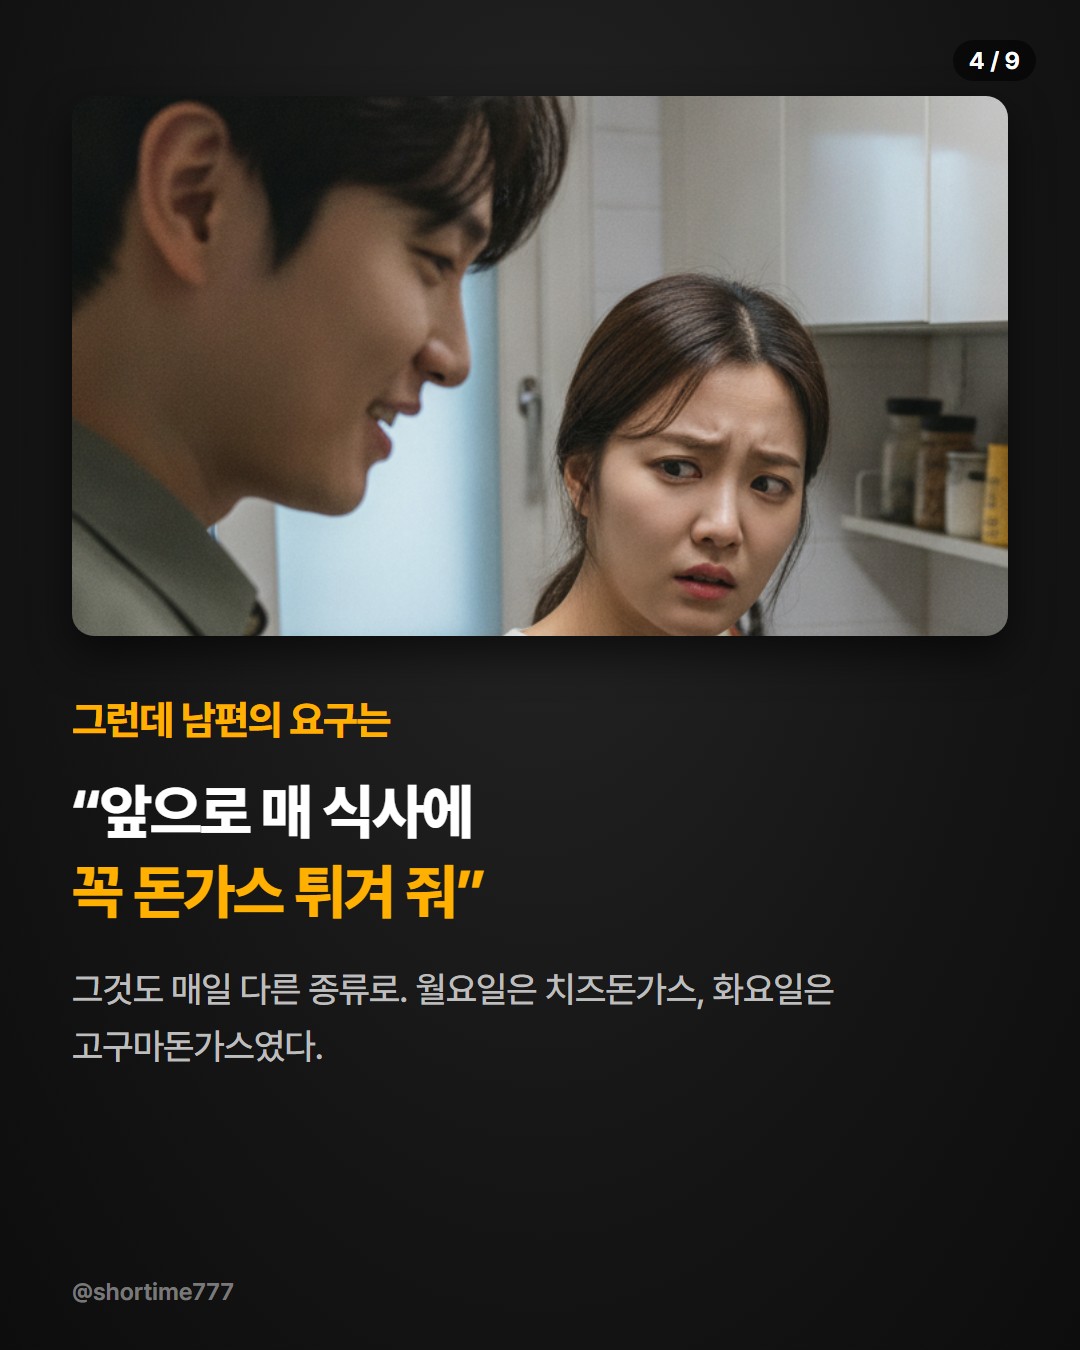 4 / 9
그런데 남편의 요구는
“앞으로 매 식사에
꼭 돈가스 튀겨 줘”
그것도 매일 다른 종류로. 월요일은 치즈돈가스, 화요일은
고구마돈가스였다.
@shortime777